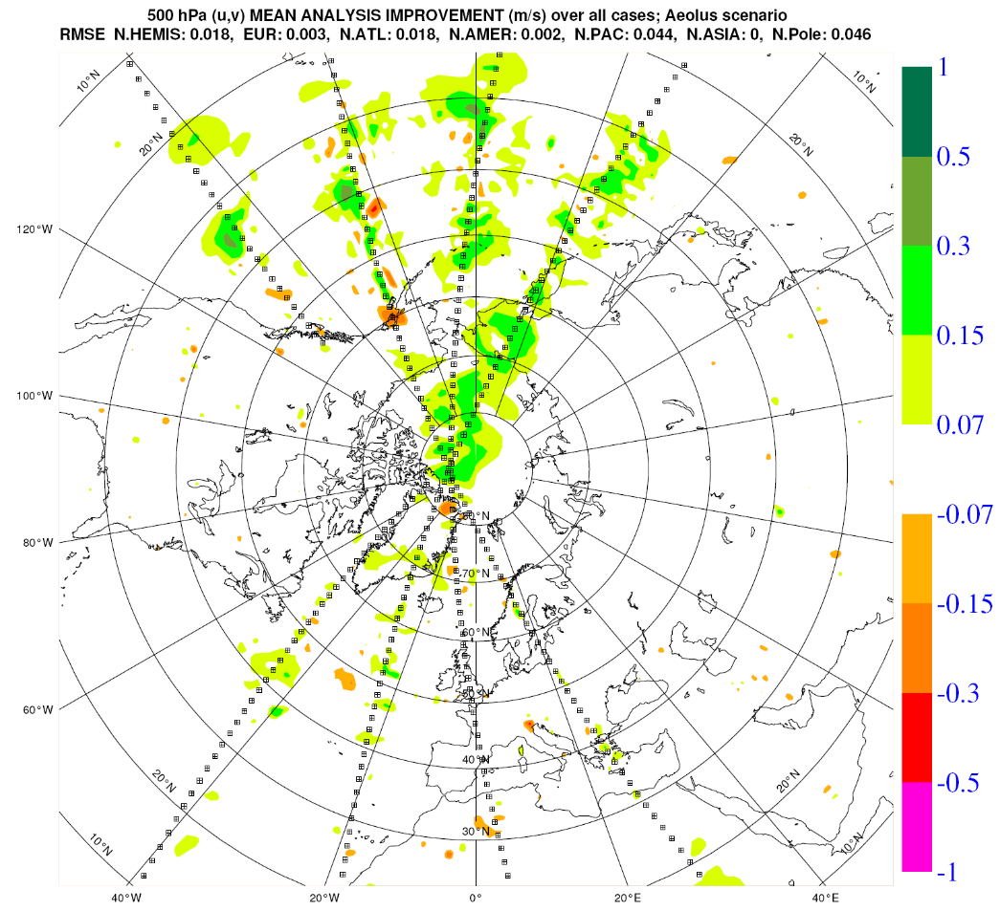 500 hPa (u,v) MEAN ANALYSIS IMPROVEMENT (m/s) over all cases; Aeolus scenario
RMSE N.HEMIS: 0.018, EUR: 0.003, N.ATL: 0.018, N.AMER: 0.002, N.PAC: 0.044, N.ASIA: 0, N.Pole: 0.046
10°N
10°N
1
20°N
20°N
0.5
120°W
0.3
0.15
100°W
0.07
-0.07
80°W
70°N
-0.15
60°N
-0.3
60°W
50°N
40°N
20°N
20°N
-0.5
30°N
10°N
10°N
-1
40°W
20°W
0°
20°E
40°E